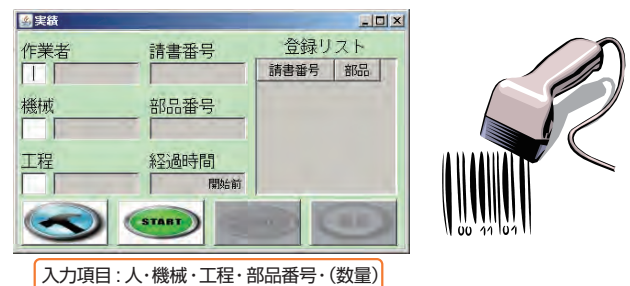 実績
作業者 請書番号 登録リスト
請書番号 部品
機械 部品番号
工程 経過時間
開始前
START
00 11 01
入力項目:人・機械・工程・部品番号・(数量)